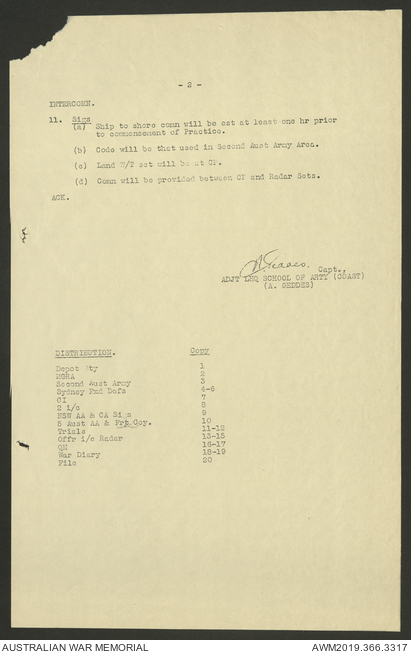 - 2 -
INTERCOMN.
11. Sigs
(a) Ship to shore comn will be est at least one hr prior
to commencement of Practice.
(b) Code will be that used in Second Aust Army Area.
(c) Land W/T set will be at CP.
(d) Comn will be provided between CP and Radar Sets.
ACK.
Capt.,
ADJT LHQ SCHOOL OF ARTY (COAST)
(A. GEDDES)
DISTRIBUTION. Copy
Depot Bty 1
MGRA 2
Second Aust Army 3
Sydney Fxd Defs 4-6
CI 7
2 i/c 8
NSW AA & CA Sigs 9
5 Aust AA & Coy. 10
Trials 11-12
Offr i/c Radar 13-15
QM 16-17
War Diary 18-19
File 20
AUSTRALIAN WAR MEMORIAL AWM2019.366.3317